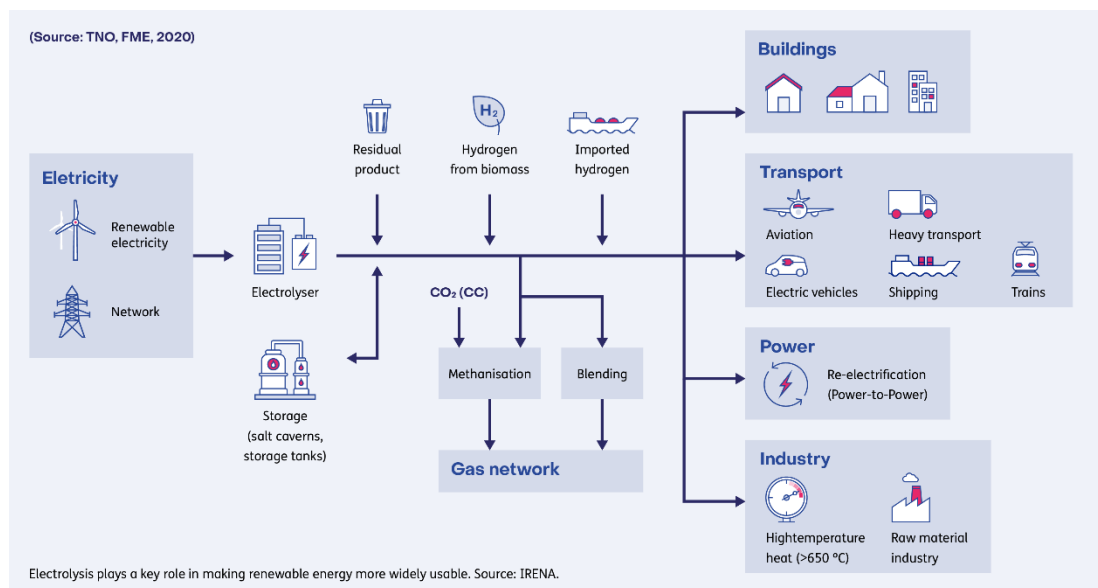 (Source: TNO, FME, 2020)
Eletricity
Renewable
electricity
Network
Electrolyser
Storage
(salt caverns,
storage tanks)
Residual
product
H₂
Hydrogen
from biomass
Imported
hydrogen
CO₂ (CC)
Methanisation
Blending
Gas network
Buildings
Transport
Aviation
Heavy transport
Electric vehicles
Shipping
Trains
Power
Re-electrification
(Power-to-Power)
Industry
Hightemperature
heat (>650 °C)
Raw material
industry
Electrolysis plays a key role in making renewable energy more widely usable. Source: IRENA.